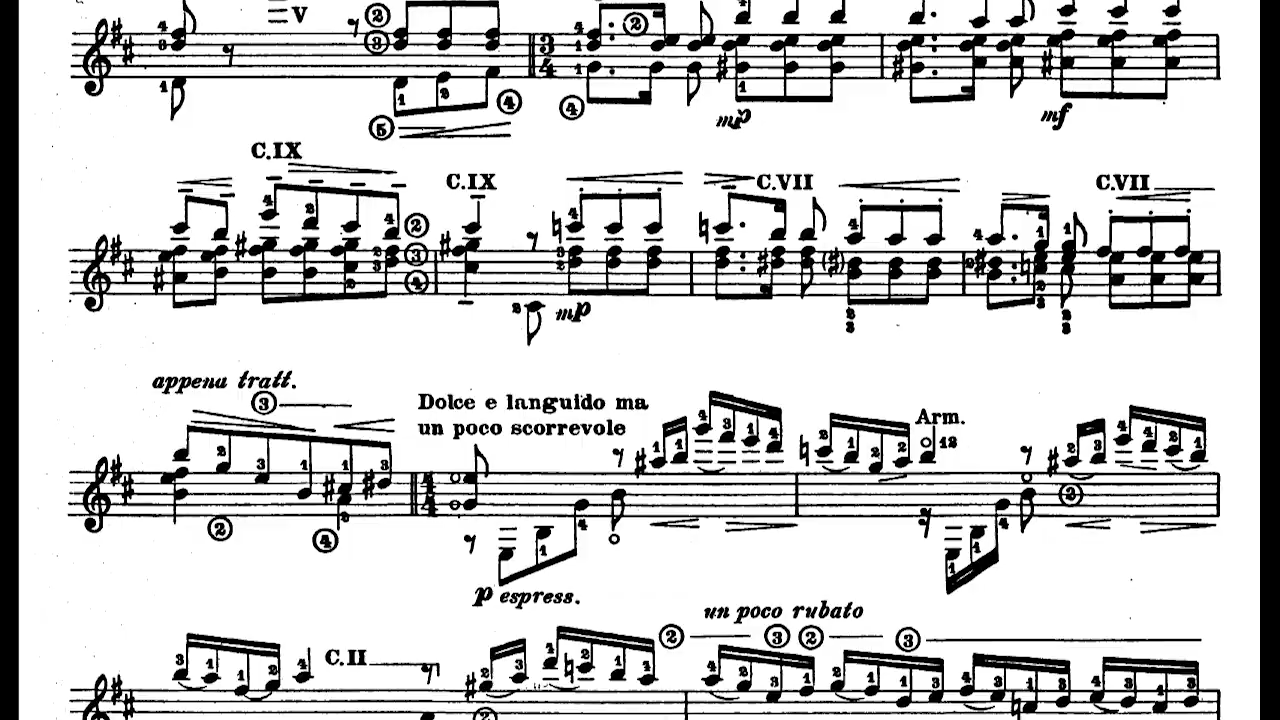 V
mp
mf
C.IX
C.IX
C.VII
C.VII
mp
appena tratt.
Dolce e languido ma
un poco scorrevole
Arm.
12
p espress.
un poco rubato
C.II